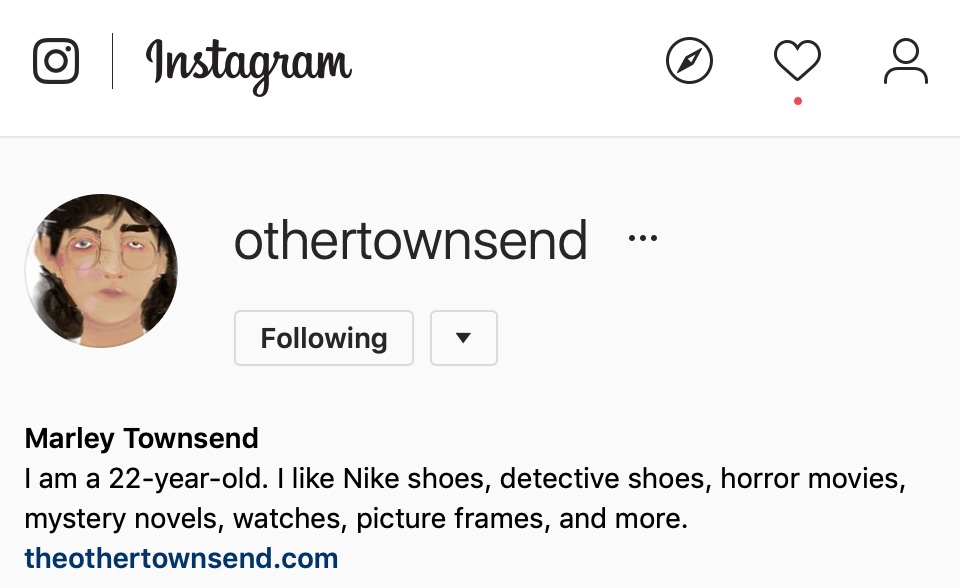 Instagram
othertownsend
Following
Marley Townsend
I am a 22-year-old. I like Nike shoes, detective shoes, horror movies,
mystery novels, watches, picture frames, and more.
theothertownsend.com